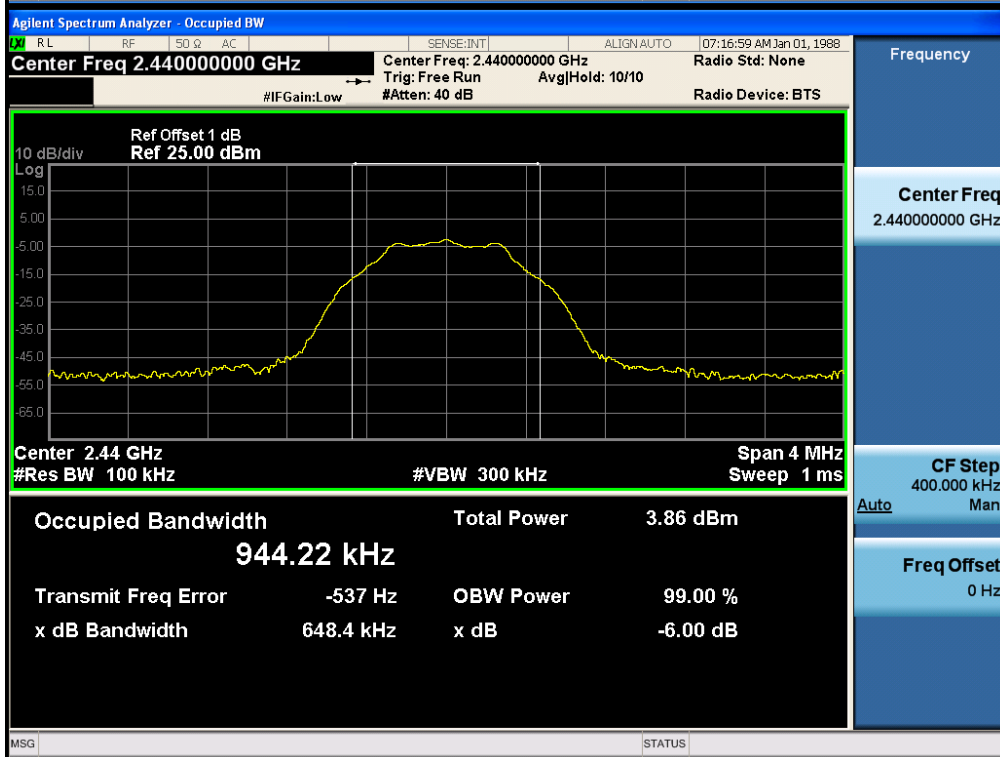 Agilent Spectrum Analyzer - Occupied BW
LXI RL RF 50 Ω AC SENSE:INT ALIGN AUTO 07:16:59 AM Jan 01, 1988
Center Freq 2.440000000 GHz
Center Freq: 2.440000000 GHz
Radio Std: None
Trig: Free Run Avg|Hold: 10/10
#IFGain:Low
#Atten: 40 dB
Radio Device: BTS
Ref Offset 1 dB
10 dB/div Ref 25.00 dBm
Log
15.0
5.00
-5.00
-15.0
-25.0
-35.0
-45.0
-55.0
-65.0
Center 2.44 GHz Span 4 MHz
#Res BW 100 kHz #VBW 300 kHz Sweep 1 ms
Occupied Bandwidth Total Power 3.86 dBm
944.22 kHz
Transmit Freq Error -537 Hz OBW Power 99.00 %
x dB Bandwidth 648.4 kHz x dB -6.00 dB
MSG STATUS
Frequency
Center Freq
2.440000000 GHz
CF Step
400.000 kHz
Auto Man
Freq Offset
0 Hz